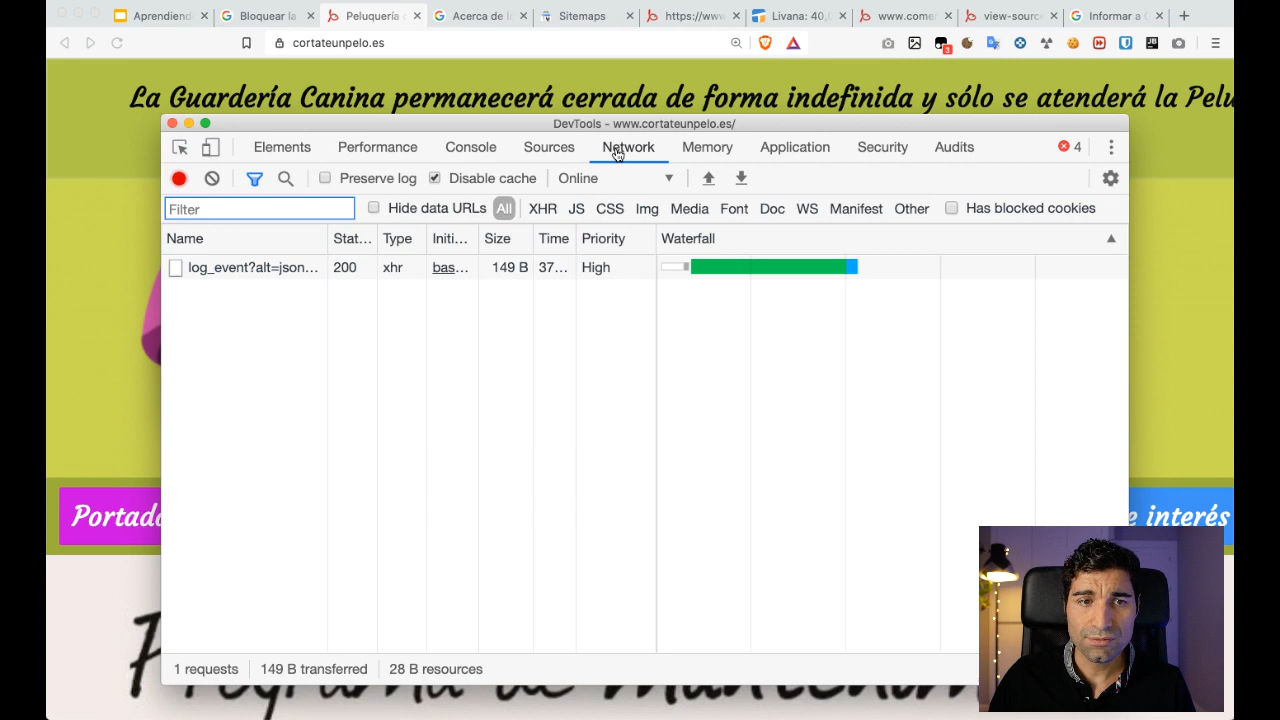 Aprendiend
Bloquear la
Peluquería
Acerca de
Sitemaps
https://www
Livana: 40,
www.come
view-sourc
Informar a
cortateunpelo.es
3
La Guardería Canina permanecerá cerrada de forma indefinida y sólo se atenderá la Pelu
DevTools - www.cortateunpelo.es/
Elements Performance Console Sources Network Memory Application Security Audits 4
Preserve log Disable cache Online
Filter Hide data URLs All XHR JS CSS Img Media Font Doc WS Manifest Other Has blocked cookies
Name Stat... Type Initi... Size Time Priority Waterfall
log_event?alt=json... 200 xhr bas... 149 B 37... High
Portada
e interés
1 requests 149 B transferred 28 B resources